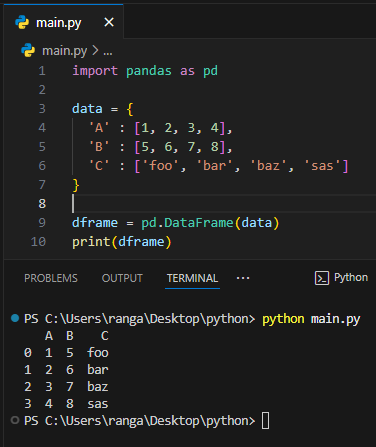 main.py
main.py > ...
1 import pandas as pd
2
3 data = {
4 'A' : [1, 2, 3, 4],
5 'B' : [5, 6, 7, 8],
6 'C' : ['foo', 'bar', 'baz', 'sas']
7 }
8
9 dframe = pd.DataFrame(data)
10 print(dframe)
PROBLEMS OUTPUT TERMINAL ... Python
PS C:\Users\ranga\Desktop\python> python main.py
A B C
0 1 5 foo
1 2 6 bar
2 3 7 baz
3 4 8 sas
PS C:\Users\ranga\Desktop\python>